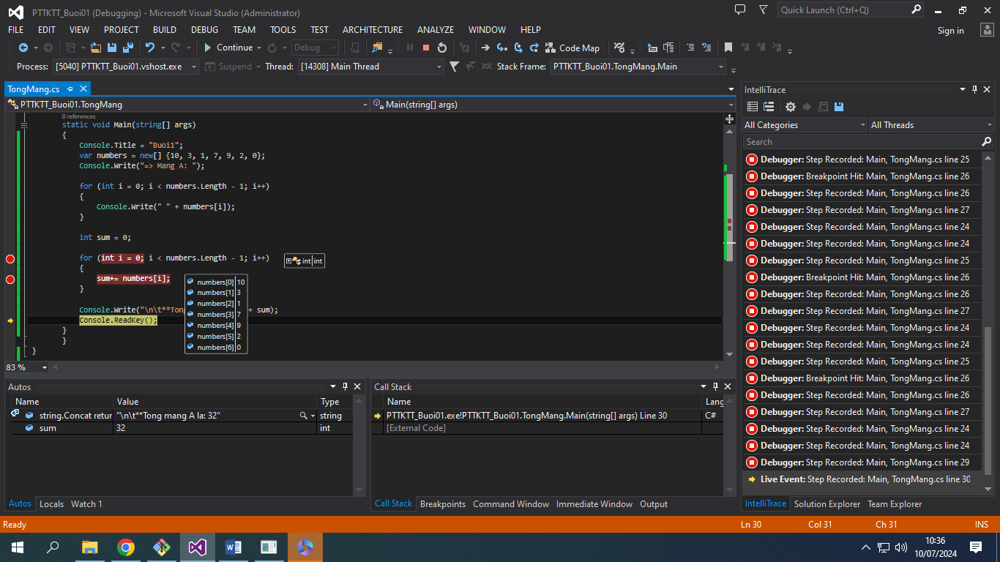 PTTKTT_Buoi01 (Debugging) - Microsoft Visual Studio (Administrator)
Quick Launch (Ctrl+Q)
FILE EDIT VIEW PROJECT BUILD DEBUG TEAM TOOLS TEST ARCHITECTURE ANALYZE WINDOW HELP
Sign in
Continue Debug Code Map
Process: [5040] PTTKTT_Buoi01.vshost.exe Suspend Thread: [14308] Main Thread Stack Frame: PTTKTT_Buoi01.TongMang.Main
TongMang.cs
PTTKTT_Buoi01.TongMang Main(string[] args)
0 references
static void Main(string[] args)
{
Console.Title = "Buoi1";
var numbers = new[] {10, 3, 1, 7, 9, 2, 0};
Console.Write("=> Mang A: ");
for (int i = 0; i < numbers.Length - 1; i++)
{
Console.Write(" " + numbers[i]);
}
int sum = 0;
for (int i = 0; i < numbers.Length - 1; i++)
int int
{
sum+= numbers[i];
}
numbers[0] 10
numbers[1] 3
numbers[2] 1
numbers[3] 7
numbers[4] 9
numbers[5] 2
numbers[6] 0
Console.Write("\n\t**Tong + sum);
Console.ReadKey();
}
}
}
83 %
Autos
Name Value Type
string.Concat retur "\n\t**Tong mang A la: 32" string
sum 32 int
Autos Locals Watch 1
Call Stack
Name Lang
PTTKTT_Buoi01.exe!PTTKTT_Buoi01.TongMang.Main(string[] args) Line 30 C#
[External Code]
Call Stack Breakpoints Command Window Immediate Window Output
IntelliTrace
All Categories All Threads
Search
Debugger: Step Recorded: Main, TongMang.cs line 25
Debugger: Breakpoint Hit: Main, TongMang.cs line 26
Debugger: Step Recorded: Main, TongMang.cs line 26
Debugger: Step Recorded: Main, TongMang.cs line 27
Debugger: Step Recorded: Main, TongMang.cs line 24
Debugger: Step Recorded: Main, TongMang.cs line 24
Debugger: Step Recorded: Main, TongMang.cs line 25
Debugger: Breakpoint Hit: Main, TongMang.cs line 26
Debugger: Step Recorded: Main, TongMang.cs line 26
Debugger: Step Recorded: Main, TongMang.cs line 27
Debugger: Step Recorded: Main, TongMang.cs line 24
Debugger: Step Recorded: Main, TongMang.cs line 24
Debugger: Step Recorded: Main, TongMang.cs line 25
Debugger: Breakpoint Hit: Main, TongMang.cs line 26
Debugger: Step Recorded: Main, TongMang.cs line 26
Debugger: Step Recorded: Main, TongMang.cs line 27
Debugger: Step Recorded: Main, TongMang.cs line 24
Debugger: Step Recorded: Main, TongMang.cs line 24
Debugger: Step Recorded: Main, TongMang.cs line 29
Live Event: Step Recorded: Main, TongMang.cs line 30
IntelliTrace Solution Explorer Team Explorer
Ready Ln 30 Col 31 Ch 31 INS
10:36
10/07/2024